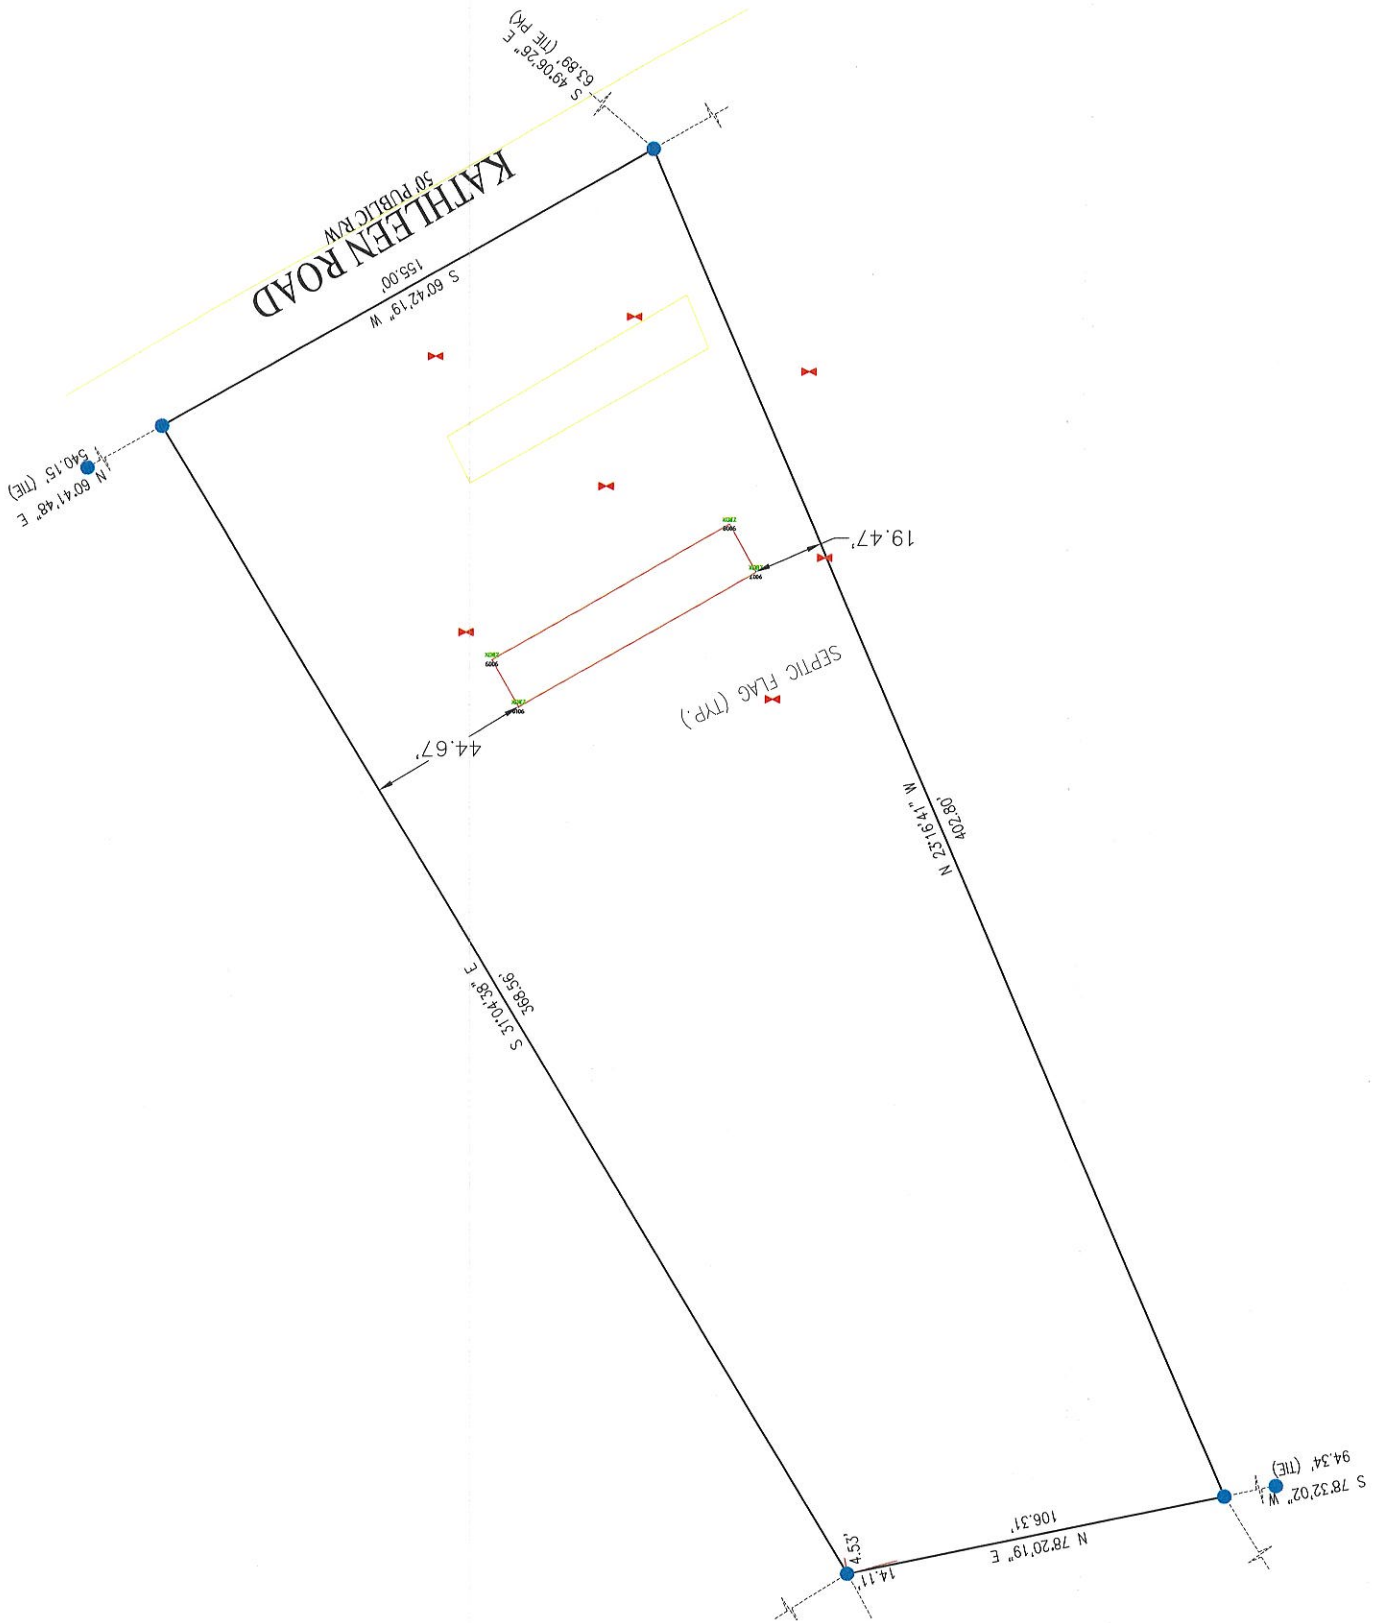 S 49°06'26" E
63.89' (TIE PK)
KATHLEEN ROAD
50' PUBLIC R/W
S 60°42'19" W
155.00'
N 60°41'48" E
540.15' (TIE)
19.47'
SEPTIC FLAG (TYP.)
44.67'
N 23°16'41" W
402.80'
S 31°04'38" E
368.56'
S 78°32'02" W
94.34' (TIE)
N 78°20'19" E
106.31'
4.53'
14.11'